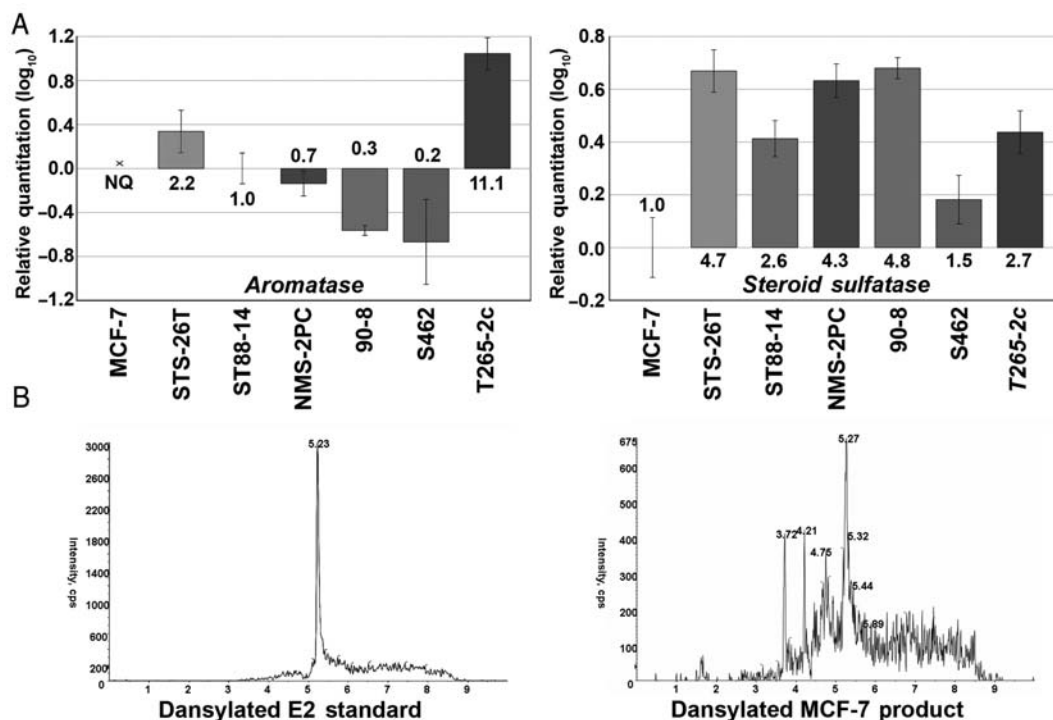 A
Relative quantitation (log10)
1.2
0.8
0.4
0.0
−0.4
−0.8
−1.2
×
NQ
2.2
1.0
0.7
0.3
0.2
11.1
Aromatase
MCF-7
STS-26T
ST88-14
NMS-2PC
90-8
S462
T265-2c
Relative quantitation (log10)
0.8
0.6
0.4
0.2
0.0
−0.2
1.0
4.7
2.6
4.3
4.8
1.5
2.7
Steroid sulfatase
MCF-7
STS-26T
ST88-14
NMS-2PC
90-8
S462
T265-2c
B
Intensity, cps
3000
2600
2200
1800
1400
1000
600
200
0
5.23
1 2 3 4 5 6 7 8 9
Dansylated E2 standard
Intensity, cps
675
600
500
400
300
200
100
0
3.72
4.21
4.75
5.27
5.32
5.44
5.89
1 2 3 4 5 6 7 8 9
Dansylated MCF-7 product